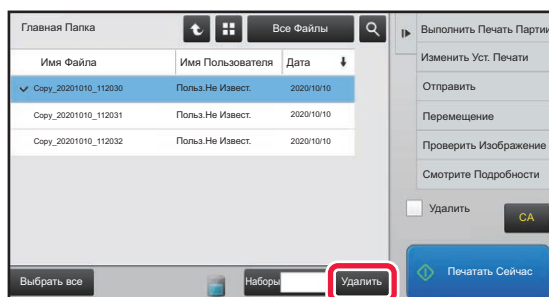 Главная Папка
Все Файлы
Имя Файла Имя Пользователя Дата
Copy_20201010_112030 Польз.Не Извест. 2020/10/10
Copy_20201010_112031 Польз.Не Извест. 2020/10/10
Copy_20201010_112032 Польз.Не Извест. 2020/10/10
Выбрать все
Наборы
Удалить
Выполнить Печать Партии
Изменить Уст. Печати
Отправить
Перемещение
Проверить Изображение
Смотрите Подробности
Удалить
CA
Печатать Сейчас